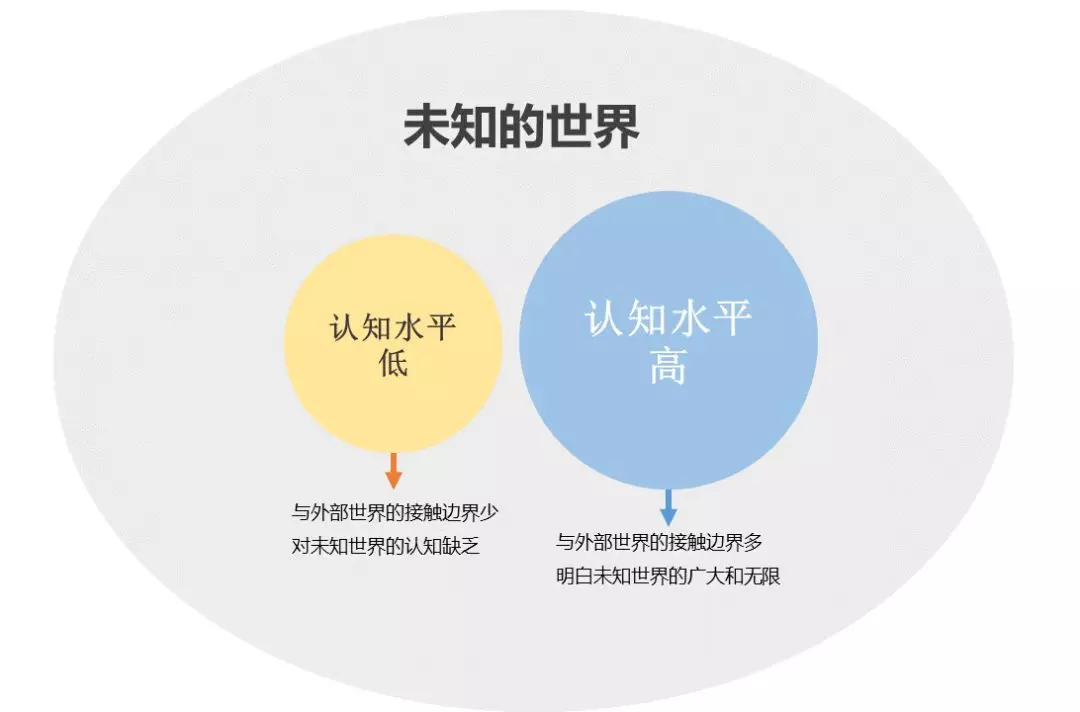 未知的世界
认知水平
低
认知水平
高
与外部世界的接触边界少
对未知世界的认知缺乏
与外部世界的接触边界多
明白未知世界的广大和无限